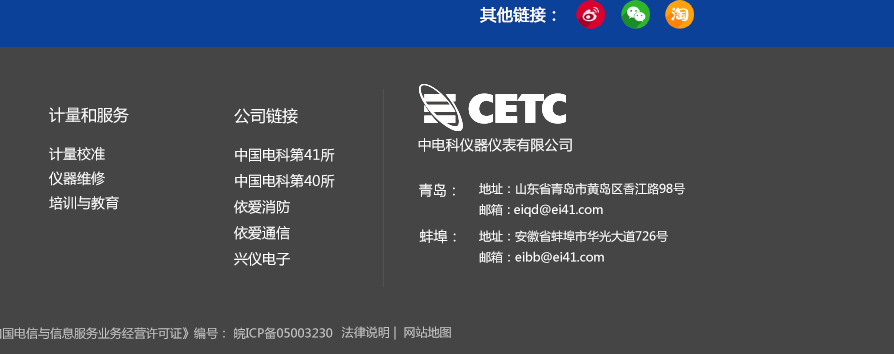 其他链接：
淘
计量和服务
计量校准
仪器维修
培训与教育
公司链接
中国电科第41所
中国电科第40所
依爱消防
依爱通信
兴仪电子
CETC
中电科仪器仪表有限公司
青岛： 地址：山东省青岛市黄岛区香江路98号
邮箱：eiqd@ei41.com
蚌埠： 地址：安徽省蚌埠市华光大道726号
邮箱：eibb@ei41.com
国电信与信息服务业务经营许可证》编号： 皖ICP备05003230 法律说明 | 网站地图